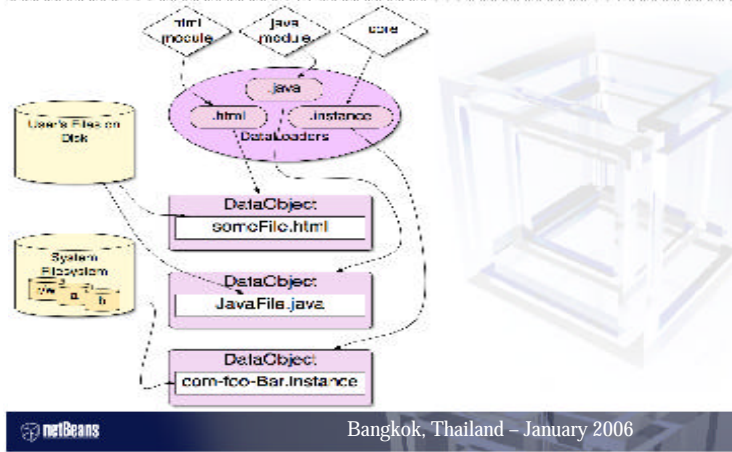 html
module
java
module
core
.java
.html
.instance
DataLoaders
User's Files on
Disk
DataObject
someFile.html
System
Filesystem
a
b
DataObject
JavaFile.java
DataObject
com-foo-Bar.instance
netBeans
Bangkok, Thailand – January 2006